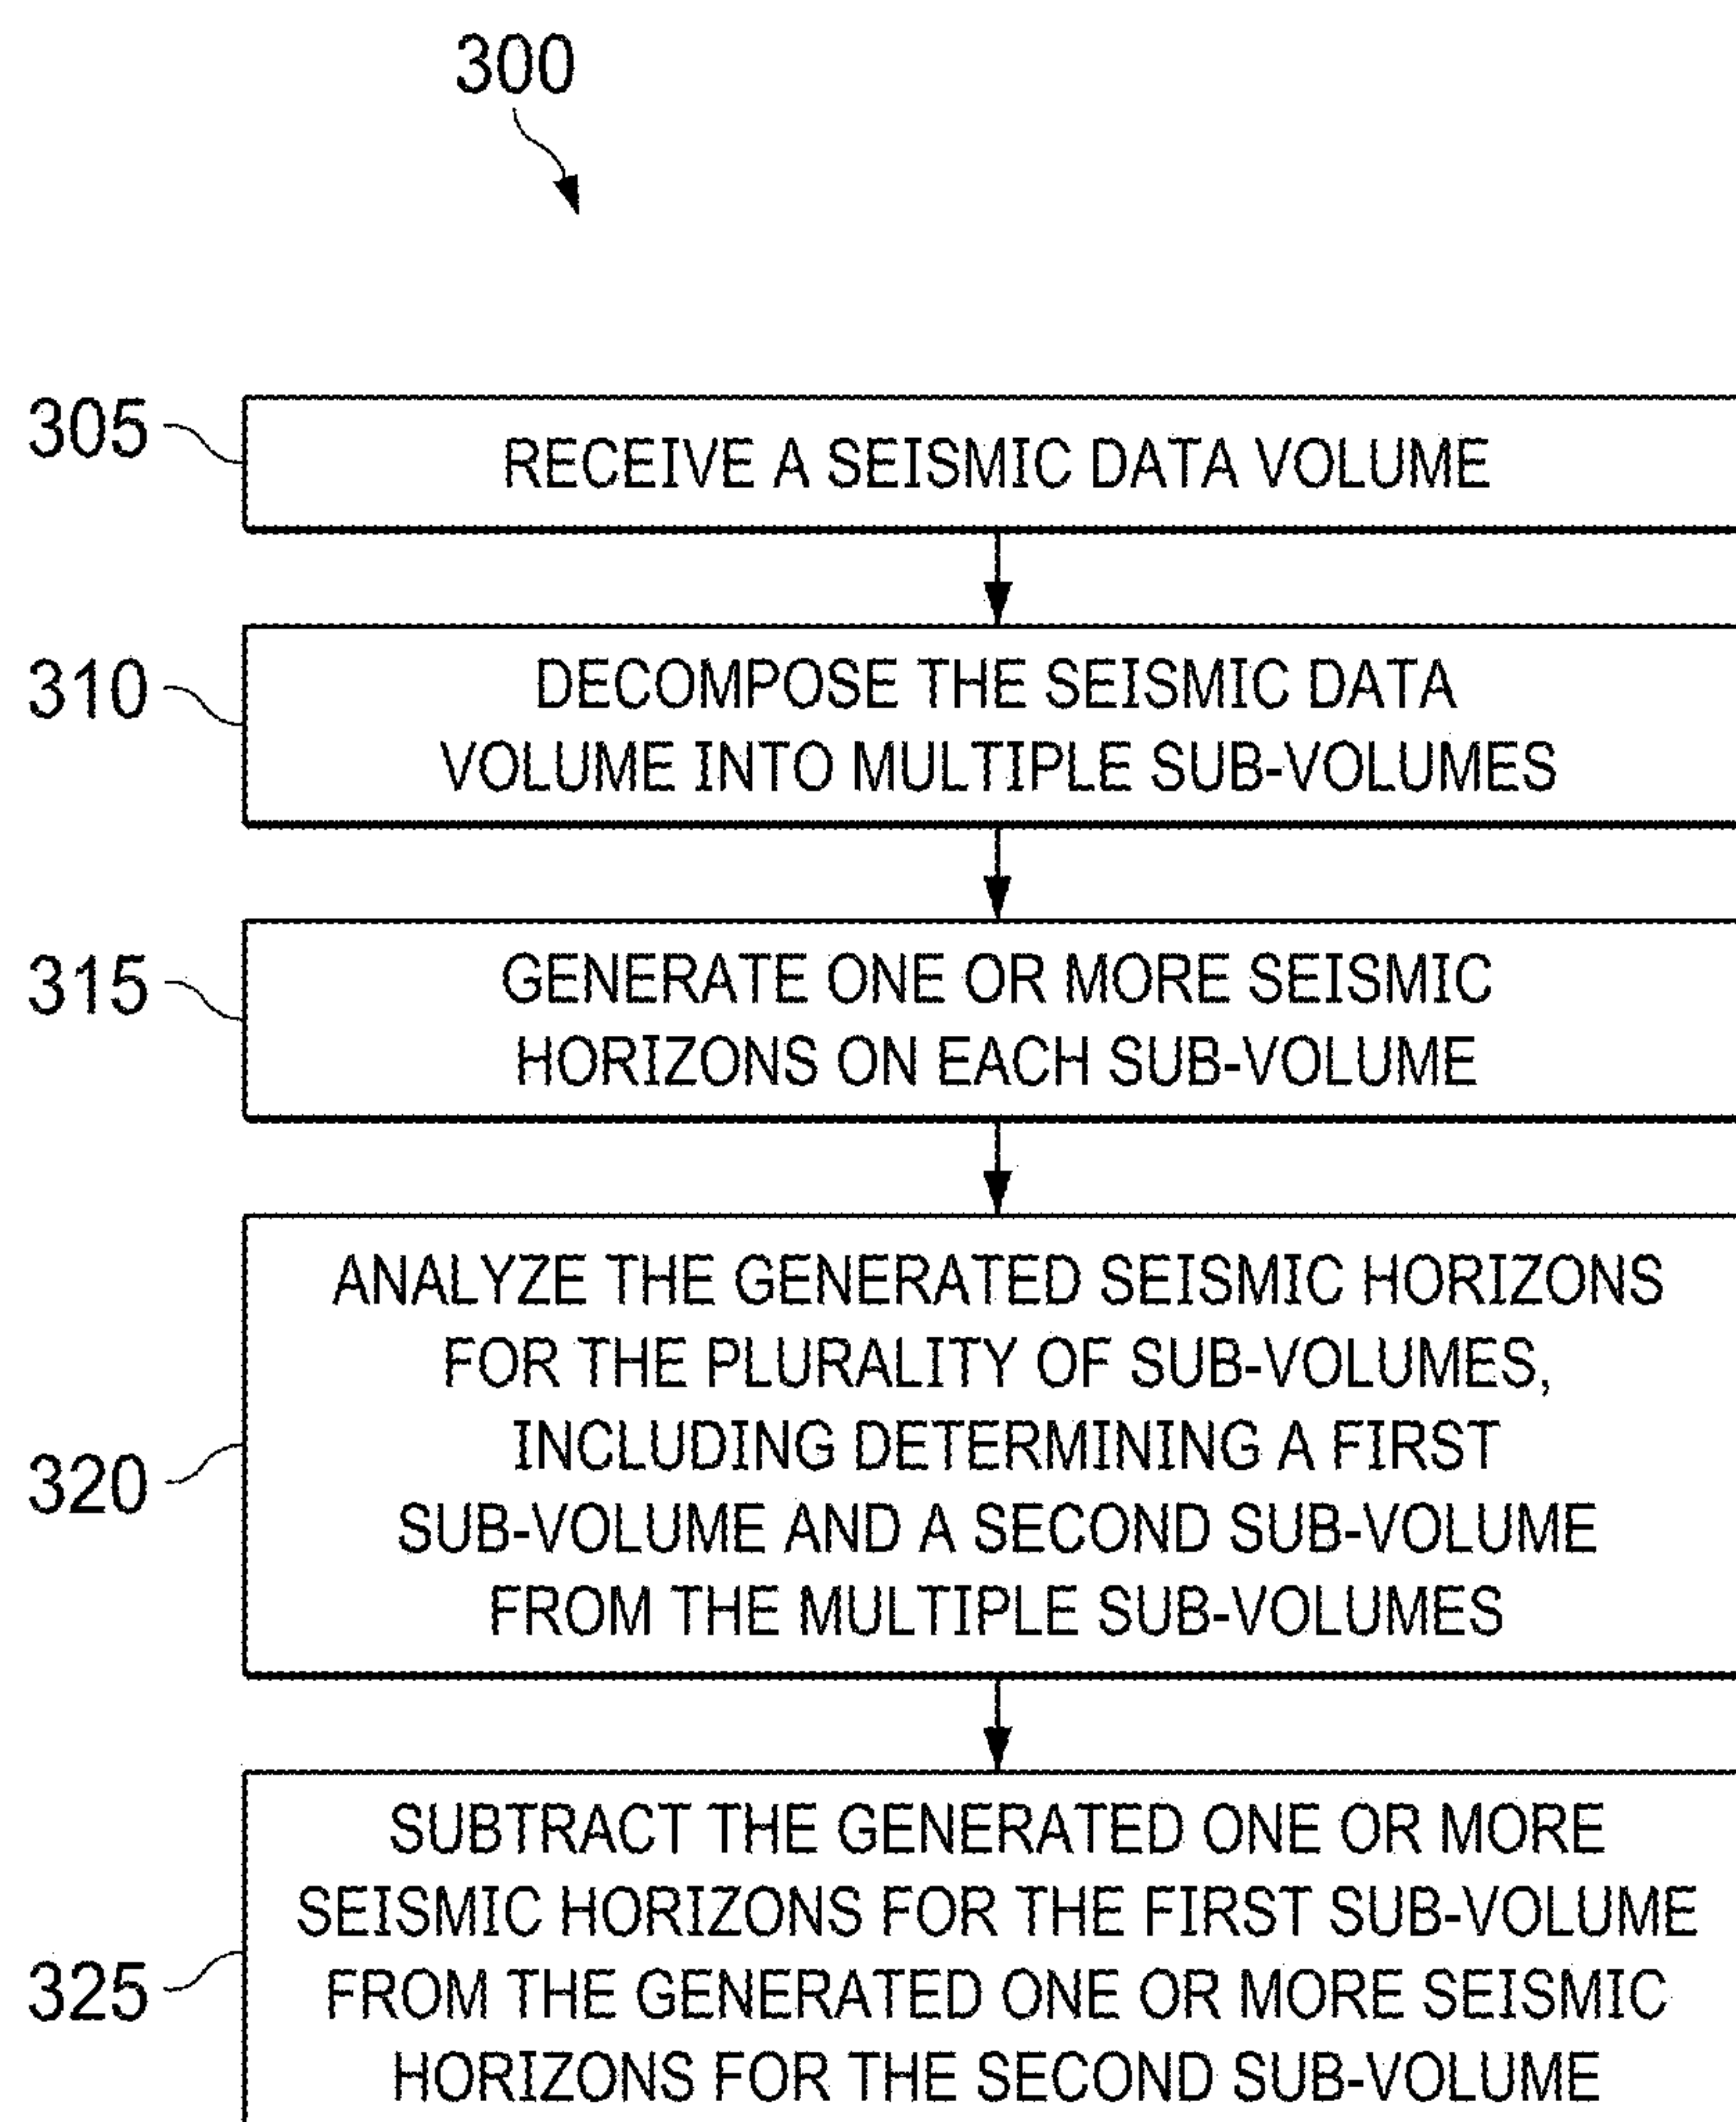 300
305
RECEIVE A SEISMIC DATA VOLUME
310
DECOMPOSE THE SEISMIC DATA
VOLUME INTO MULTIPLE SUB-VOLUMES
315
GENERATE ONE OR MORE SEISMIC
HORIZONS ON EACH SUB-VOLUME
320
ANALYZE THE GENERATED SEISMIC HORIZONS
FOR THE PLURALITY OF SUB-VOLUMES,
INCLUDING DETERMINING A FIRST
SUB-VOLUME AND A SECOND SUB-VOLUME
FROM THE MULTIPLE SUB-VOLUMES
325
SUBTRACT THE GENERATED ONE OR MORE
SEISMIC HORIZONS FOR THE FIRST SUB-VOLUME
FROM THE GENERATED ONE OR MORE SEISMIC
HORIZONS FOR THE SECOND SUB-VOLUME